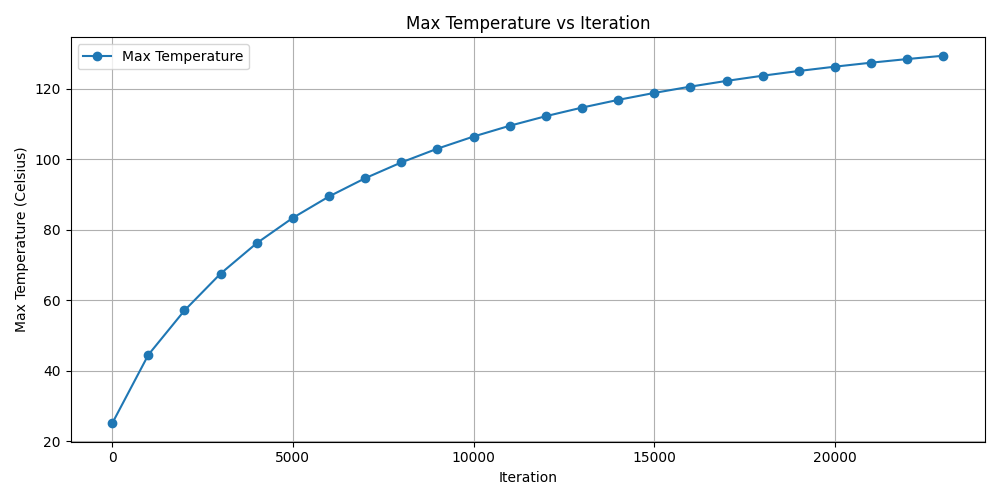 Max Temperature vs Iteration
Max Temperature
Max Temperature (Celsius)
120
100
80
60
40
20
0 5000 10000 15000 20000
Iteration